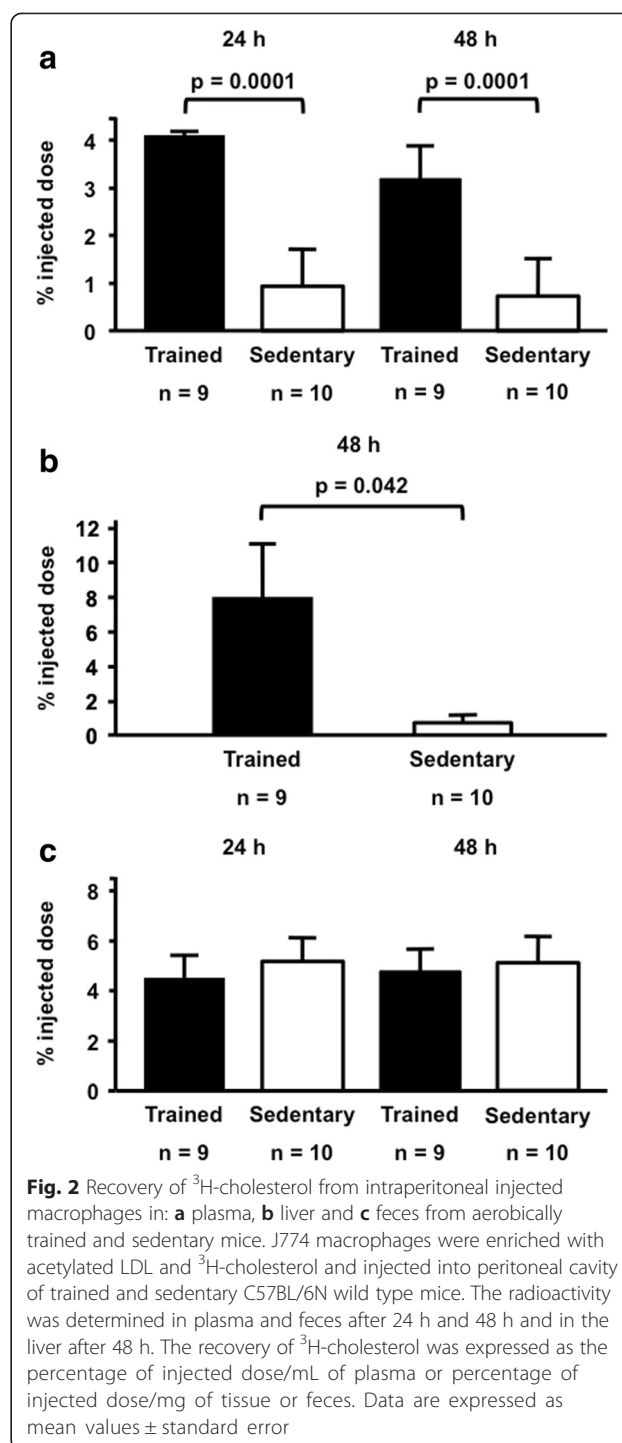 a
24 h 48 h
p = 0.0001 p = 0.0001
% injected dose
4
3
2
1
0
Trained Sedentary Trained Sedentary
n = 9 n = 10 n = 9 n = 10
b
48 h
p = 0.042
% injected dose
12
10
8
6
4
2
0
Trained Sedentary
n = 9 n = 10
c
24 h 48 h
% injected dose
8
6
4
2
0
Trained Sedentary Trained Sedentary
n = 9 n = 10 n = 9 n = 10
Fig. 2 Recovery of ³H-cholesterol from intraperitoneal injected
macrophages in: a plasma, b liver and c feces from aerobically
trained and sedentary mice. J774 macrophages were enriched with
acetylated LDL and ³H-cholesterol and injected into peritoneal cavity
of trained and sedentary C57BL/6N wild type mice. The radioactivity
was determined in plasma and feces after 24 h and 48 h and in the
liver after 48 h. The recovery of ³H-cholesterol was expressed as the
percentage of injected dose/mL of plasma or percentage of
injected dose/mg of tissue or feces. Data are expressed as
mean values ± standard error